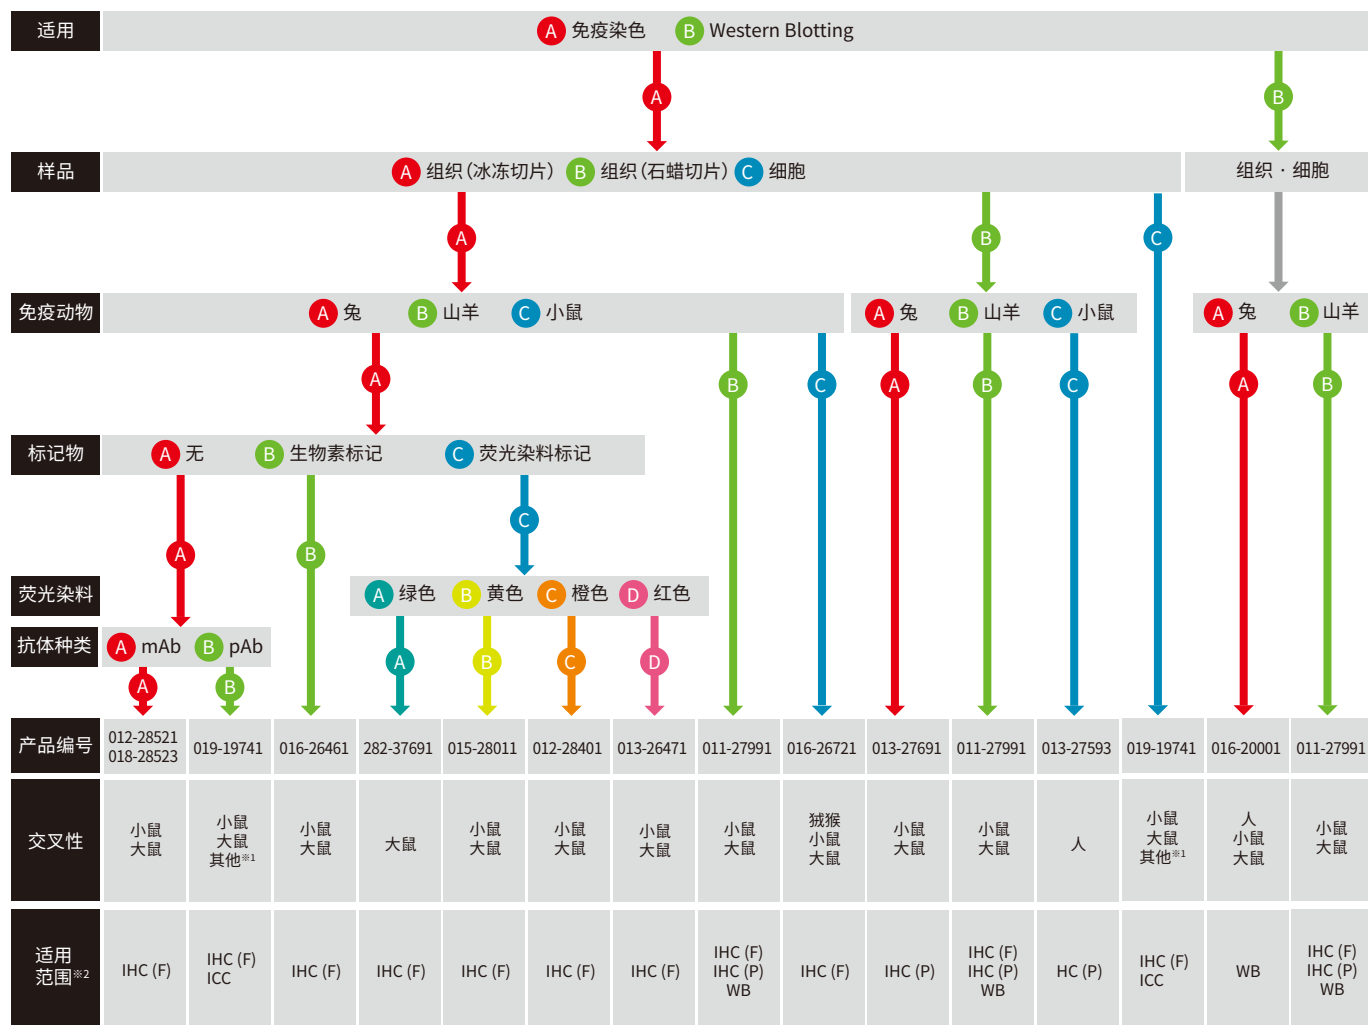 适用
A 免疫染色 B Western Blotting
A
B
样品
A 组织（冰冻切片） B 组织（石蜡切片） C 细胞
组织 · 细胞
A
B
C
免疫动物
A 兔 B 山羊 C 小鼠
A 兔 B 山羊 C 小鼠
A 兔 B 山羊
A
B
C
A
B
C
A
B
标记物
A 无 B 生物素标记 C 荧光染料标记
A
B
C
荧光染料
A 绿色 B 黄色 C 橙色 D 红色
抗体种类
A mAb B pAb
A
B
C
D
A
B
产品编号
012-28521
018-28523
019-19741
016-26461
282-37691
015-28011
012-28401
013-26471
011-27991
016-26721
013-27691
011-27991
013-27593
019-19741
016-20001
011-27991
交叉性
小鼠
大鼠
小鼠
大鼠
其他※1
小鼠
大鼠
大鼠
小鼠
大鼠
小鼠
大鼠
小鼠
大鼠
小鼠
大鼠
狨猴
小鼠
大鼠
小鼠
大鼠
小鼠
大鼠
人
小鼠
大鼠
其他※1
人
小鼠
大鼠
小鼠
大鼠
适用
范围※2
IHC (F)
IHC (F)
ICC
IHC (F)
IHC (F)
IHC (F)
IHC (F)
IHC (F)
IHC (F)
IHC (P)
WB
IHC (F)
IHC (P)
IHC (F)
IHC (P)
WB
HC (P)
IHC (F)
ICC
WB
IHC (F)
IHC (P)
WB